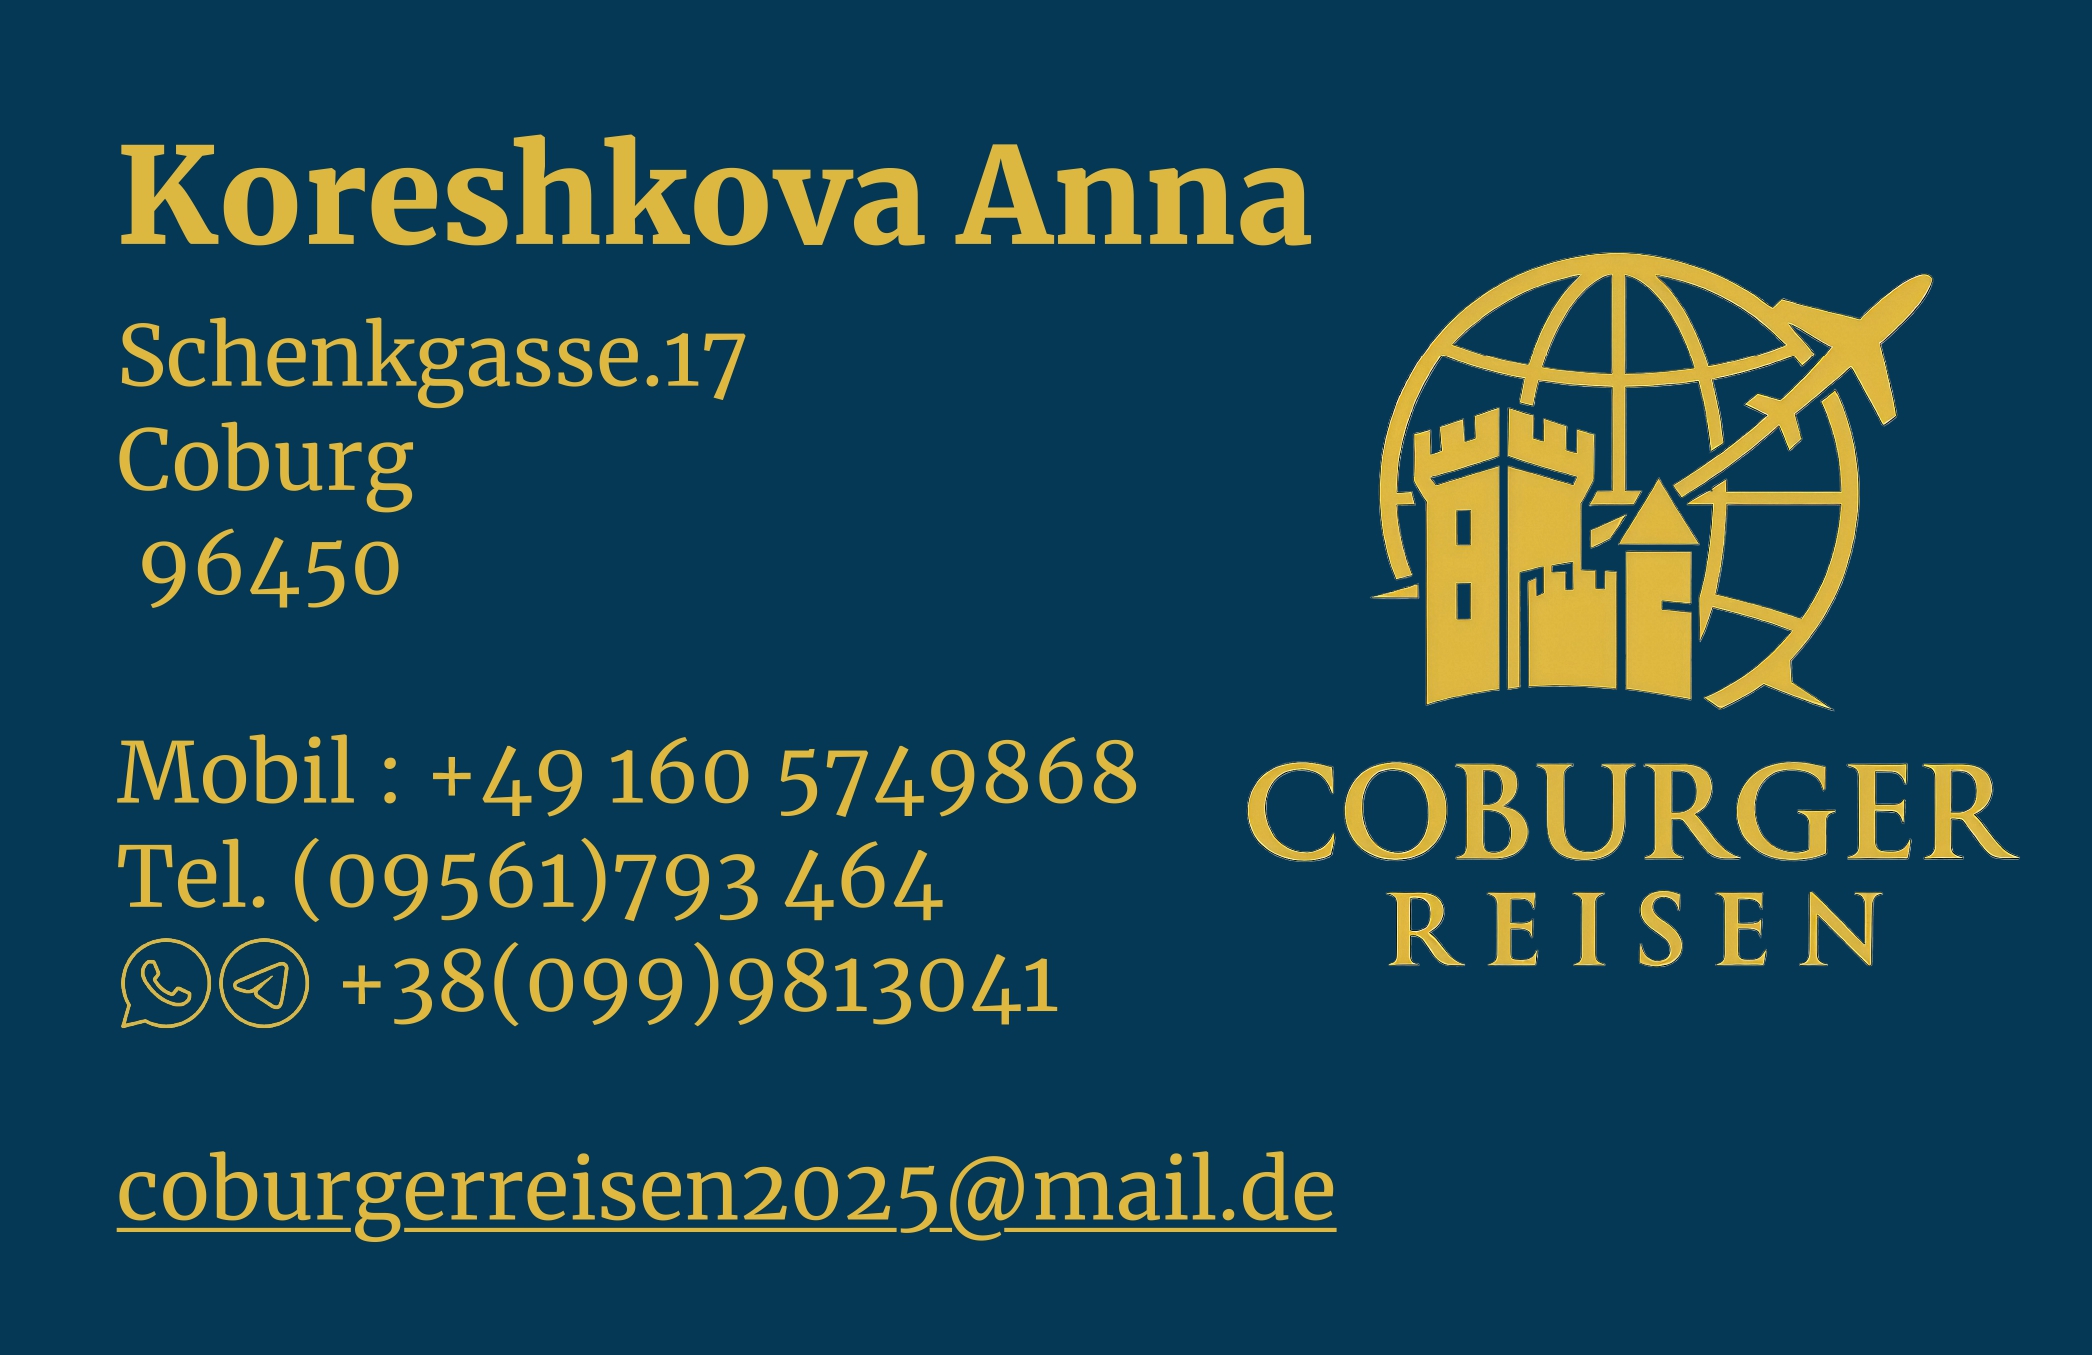 Koreshkova Anna
Schenkgasse.17
Coburg
96450
Mobil : +49 160 5749868
Tel. (09561)793 464
+38(099)9813041
coburgerreisen2025@mail.de
COBURGER
REISEN